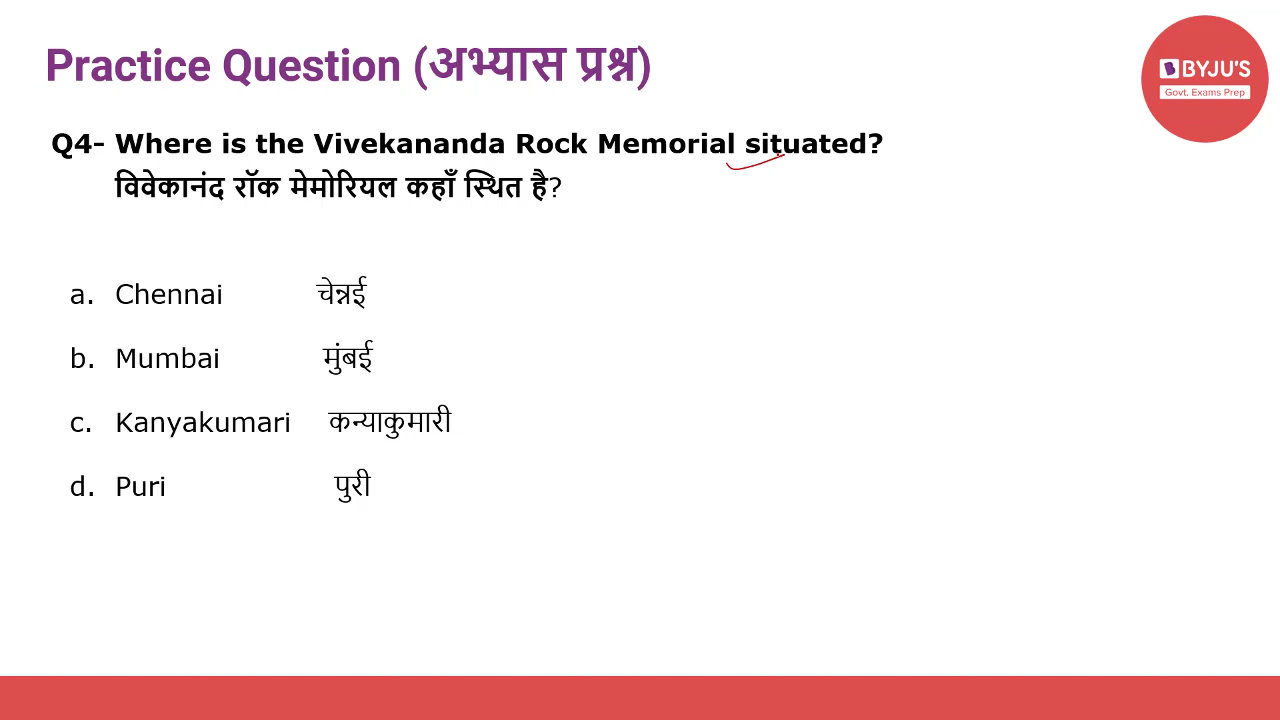 Practice Question (अभ्यास प्रश्न)
BYJU'S
Govt. Exams Prep
Q4- Where is the Vivekananda Rock Memorial situated?
विवेकानंद रॉक मेमोरियल कहाँ स्थित है?
a. Chennai चेन्नई
b. Mumbai मुंबई
c. Kanyakumari कन्याकुमारी
d. Puri पुरी